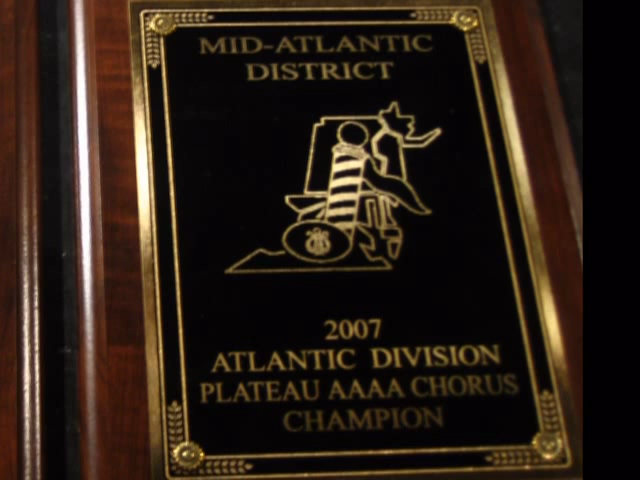 MID-ATLANTIC
DISTRICT
2007
ATLANTIC DIVISION
PLATEAU AAAA CHORUS
CHAMPION